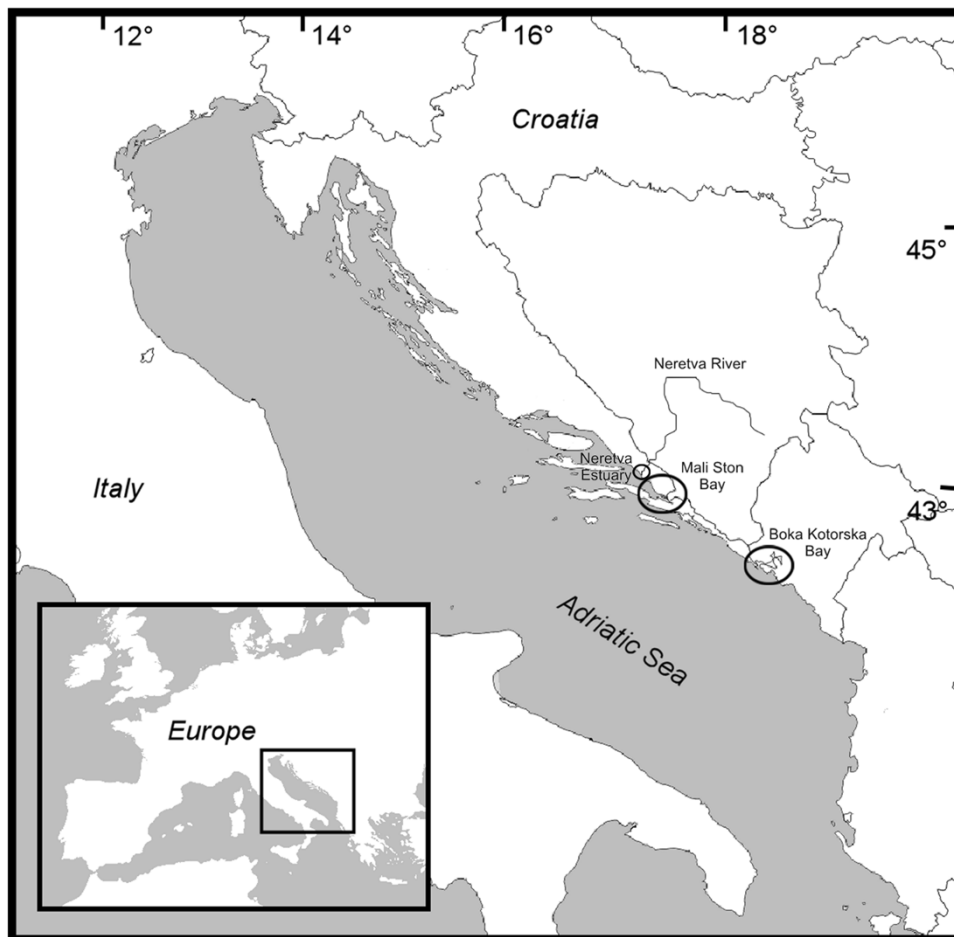 12°
14°
16°
18°
Croatia
45°
Neretva River
Neretva
Estuary
Mali Ston
Bay
Italy
43°
Boka Kotorska
Bay
Adriatic Sea
Europe